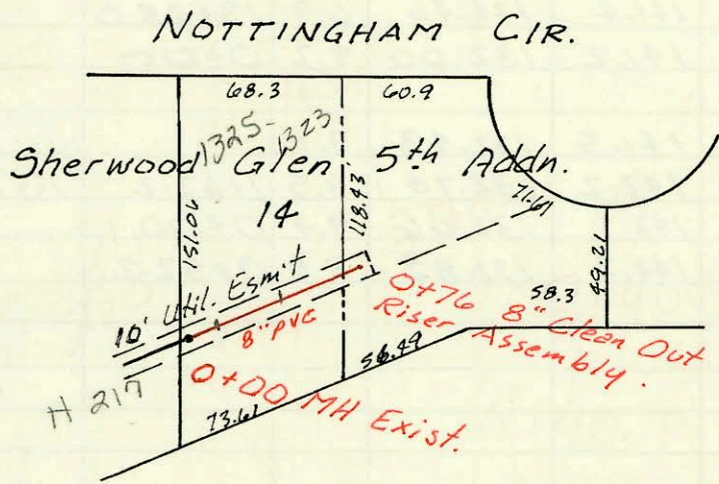 NOTTINGHAM CIR.
68.3
60.9
1325-1323
Sherwood Glen 5th Addn.
14
151.06
118.43
71.61
49.21
58.3
10' Util. Esm't
8" PVC
0+76 8" Clean Out
Riser Assembly.
56.49
H 217
0+00 MH Exist.
73.61